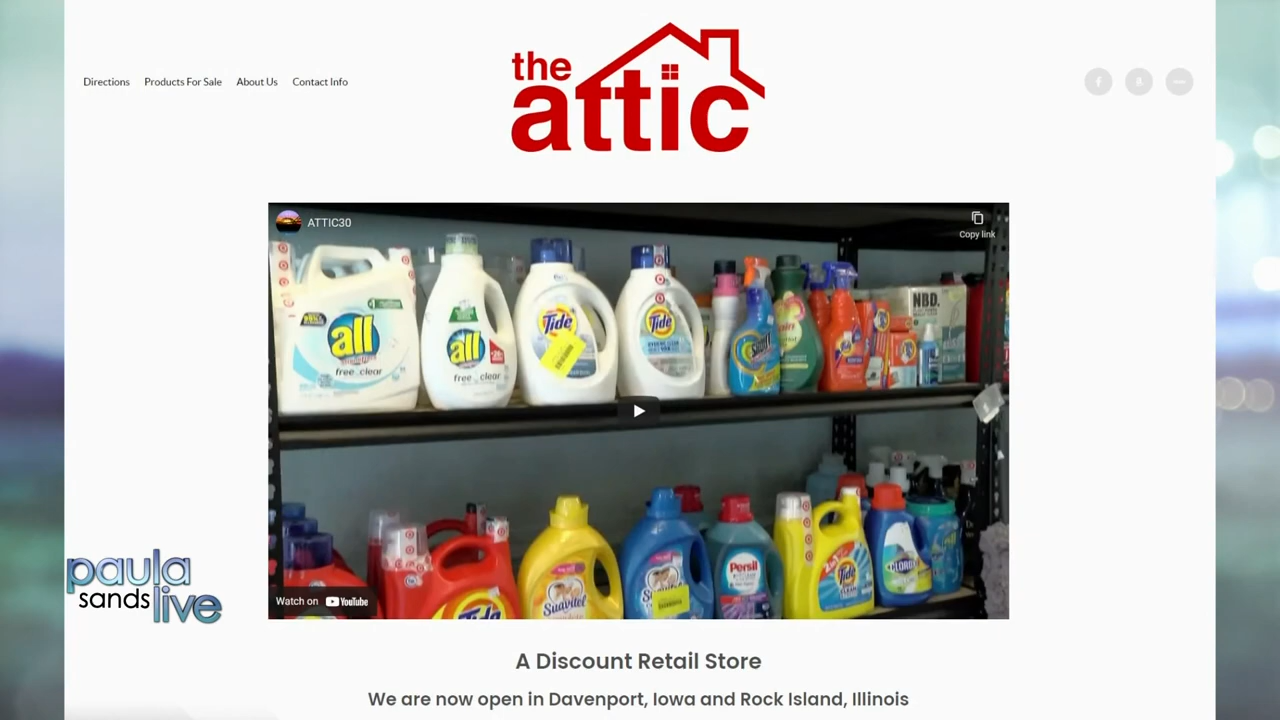 Directions Products For Sale About Us Contact Info
the
attic
ATTIC30
Copy link
all
free clear
all
free clear
Tide
Tide
Shout
NBD.
Tide
Suavitel
Suavitel
Persil
Tide
CLOROX
Watch on YouTube
paula
sands live
A Discount Retail Store
We are now open in Davenport, Iowa and Rock Island, Illinois